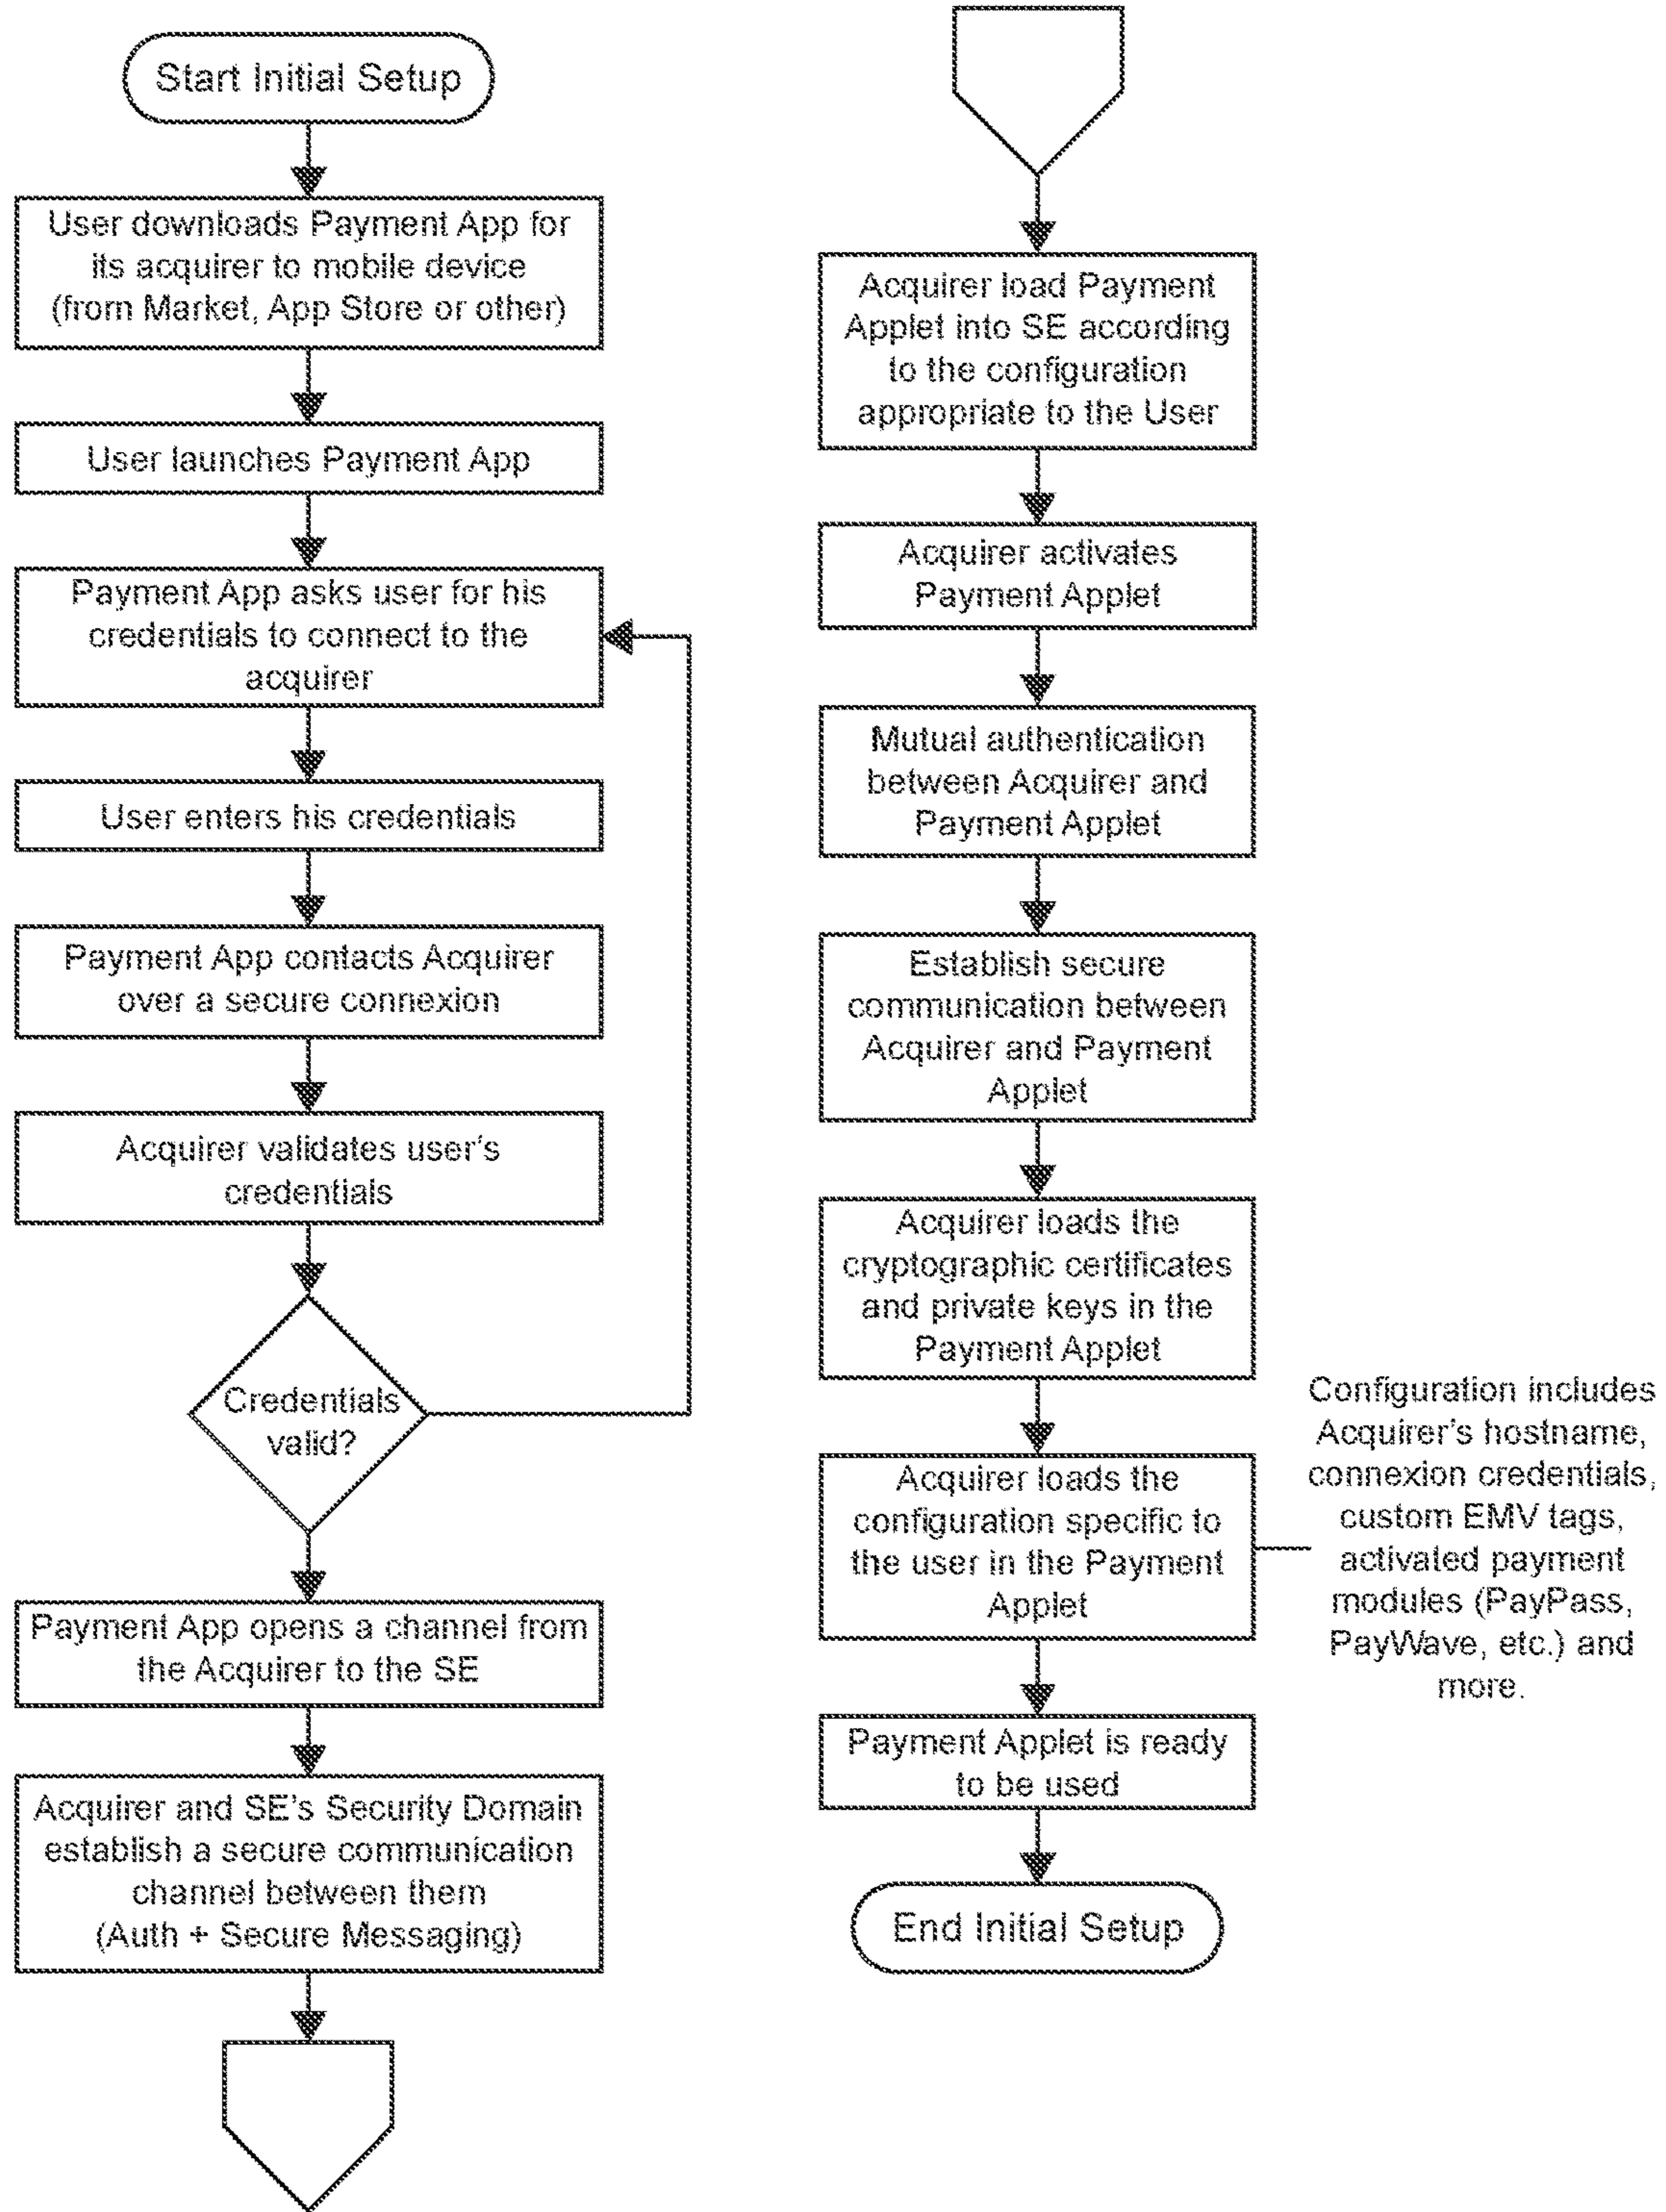 Start Initial Setup
User downloads Payment App for
its acquirer to mobile device
(from Market, App Store or other)
User launches Payment App
Payment App asks user for his
credentials to connect to the
acquirer
User enters his credentials
Payment App contacts Acquirer
over a secure connexion
Acquirer validates user's
credentials
Credentials
valid?
Payment App opens a channel from
the Acquirer to the SE
Acquirer and SE's Security Domain
establish a secure communication
channel between them
(Auth + Secure Messaging)
Acquirer load Payment
Applet into SE according
to the configuration
appropriate to the User
Acquirer activates
Payment Applet
Mutual authentication
between Acquirer and
Payment Applet
Establish secure
communication between
Acquirer and Payment
Applet
Acquirer loads the
cryptographic certificates
and private keys in the
Payment Applet
Acquirer loads the
configuration specific to
the user in the Payment
Applet
Configuration includes
Acquirer's hostname,
connexion credentials,
custom EMV tags,
activated payment
modules (PayPass,
PayWave, etc.) and
more.
Payment Applet is ready
to be used
End Initial Setup